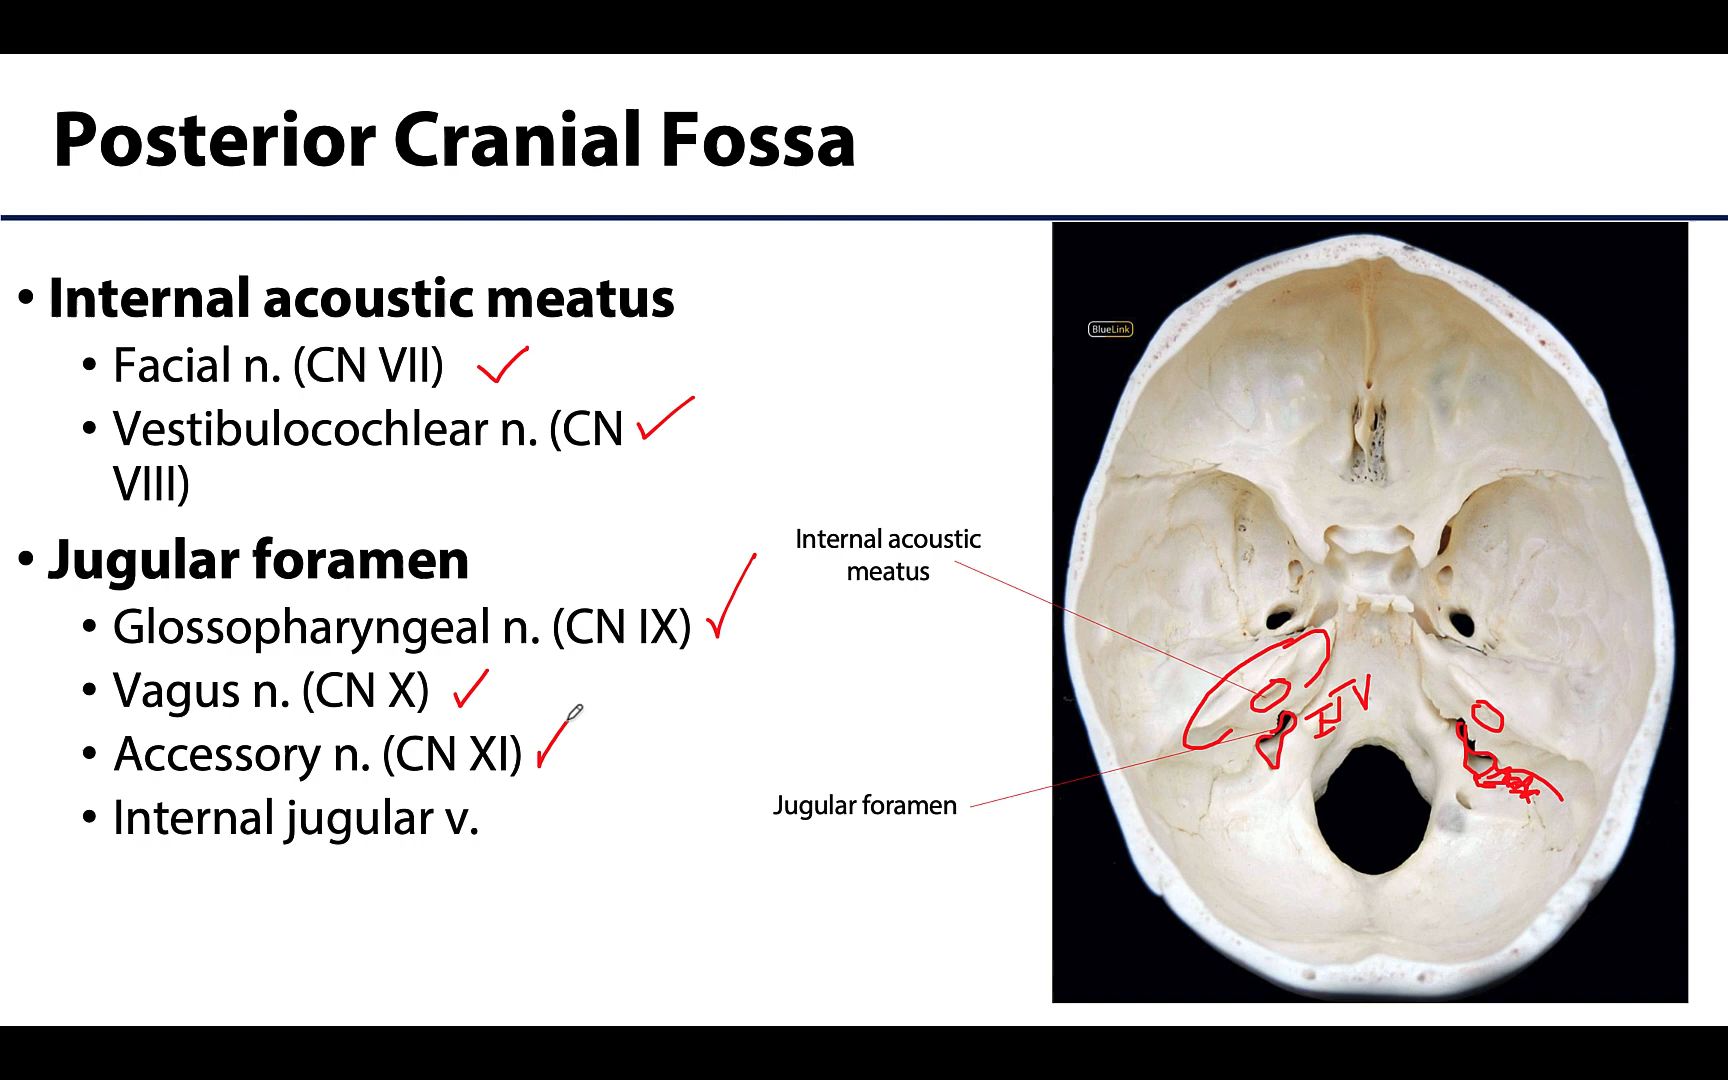 Posterior Cranial Fossa
• Internal acoustic meatus
• Facial n. (CN VII)
• Vestibulocochlear n. (CN
VIII)
• Jugular foramen
• Glossopharyngeal n. (CN IX)
• Vagus n. (CN X)
• Accessory n. (CN XI)
• Internal jugular v.
Internal acoustic
meatus
Jugular foramen
BlueLink